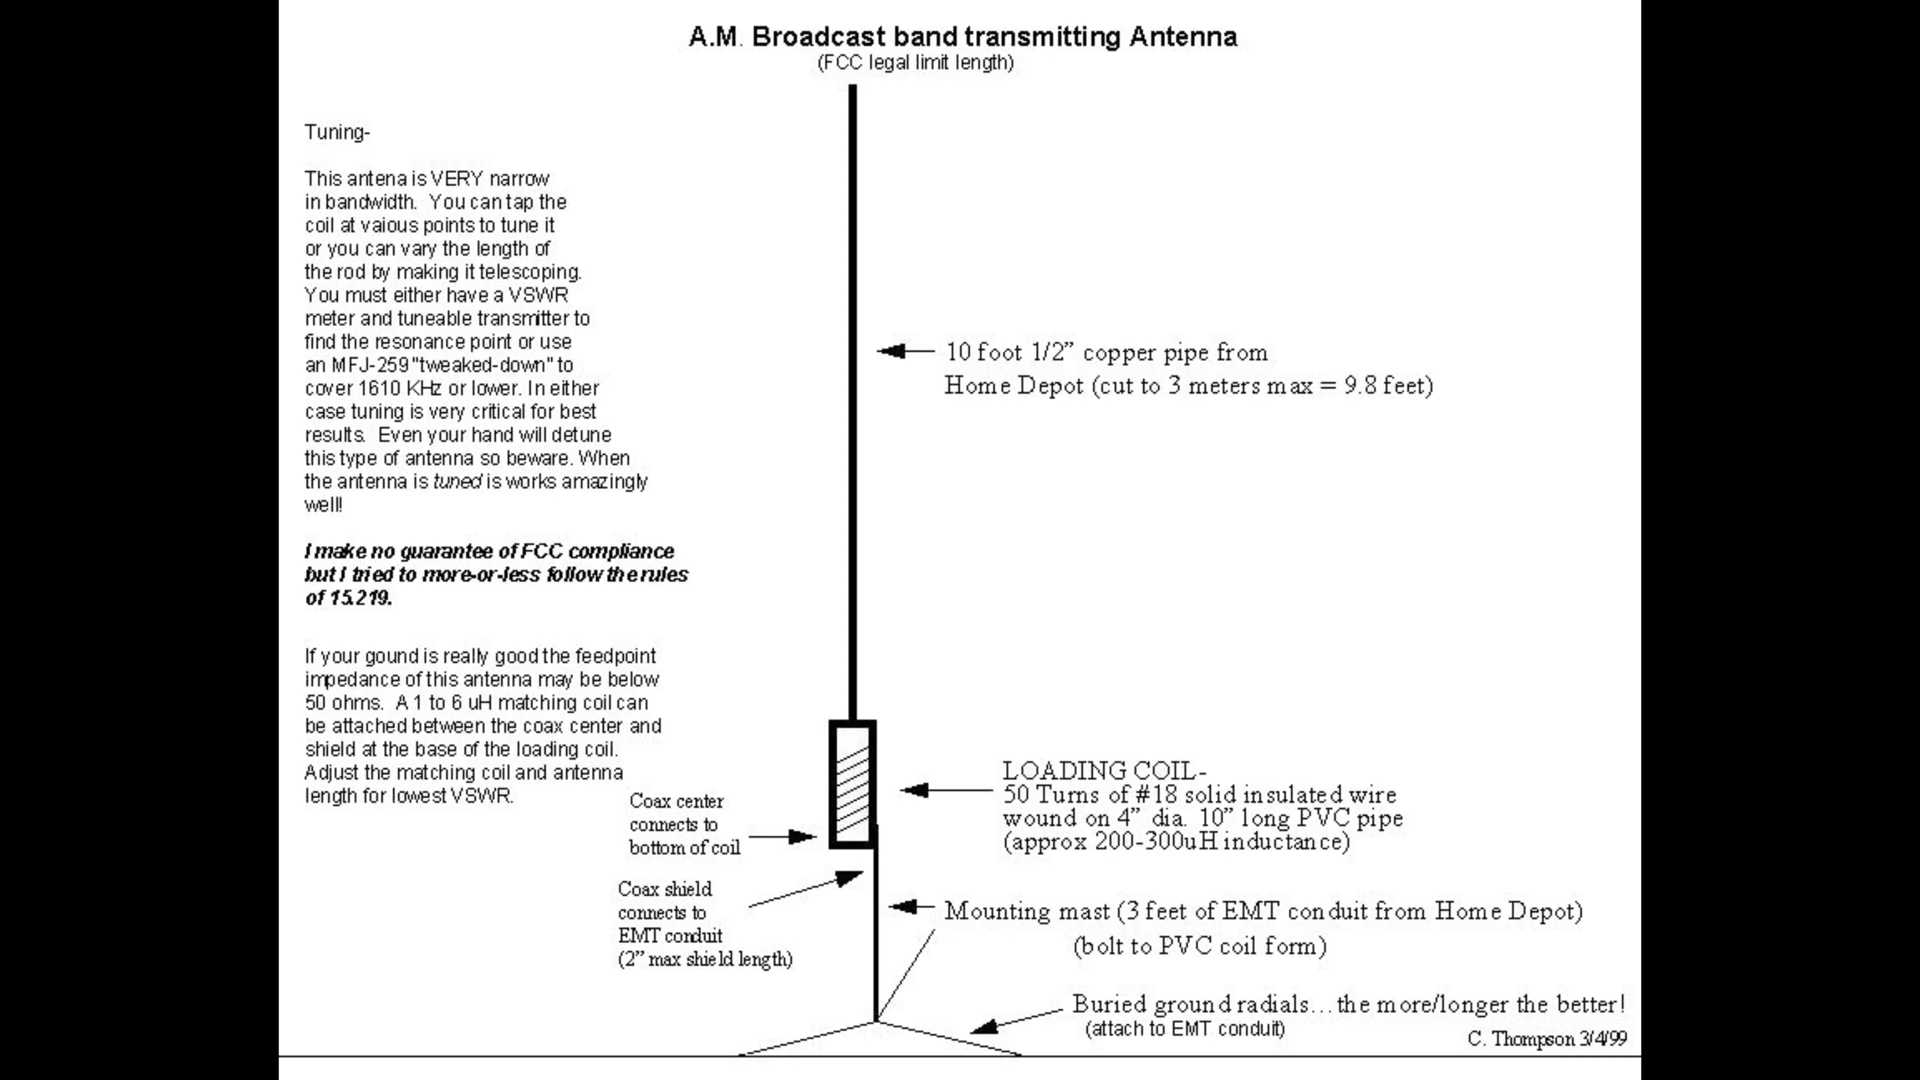 A.M. Broadcast band transmitting Antenna
(FCC legal limit length)
Tuning-
This antena is VERY narrow
in bandwidth. You can tap the
coil at vaious points to tune it
or you can vary the length of
the rod by making it telescoping.
You must either have a VSWR
meter and tuneable transmitter to
find the resonance point or use
an MFJ-259 "tweaked-down" to
cover 1610 KHz or lower. In either
case tuning is very critical for best
results. Even your hand will detune
this type of antenna so beware. When
the antenna is tuned is works amazingly
well!
I make no guarantee of FCC compliance
but I tried to more-or-less follow the rules
of 15.219.
If your gound is really good the feedpoint
impedance of this antenna may be below
50 ohms. A 1 to 6 uH matching coil can
be attached between the coax center and
shield at the base of the loading coil.
Adjust the matching coil and antenna
length for lowest VSWR.
10 foot 1/2” copper pipe from
Home Depot (cut to 3 meters max = 9.8 feet)
LOADING COIL-
50 Turns of #18 solid insulated wire
wound on 4” dia. 10” long PVC pipe
(approx 200-300uH inductance)
Coax center
connects to
bottom of coil
Coax shield
connects to
EMT conduit
(2” max shield length)
Mounting mast (3 feet of EMT conduit from Home Depot)
(bolt to PVC coil form)
Buried ground radials...the more/longer the better!
(attach to EMT conduit)
C. Thompson 3/4/99